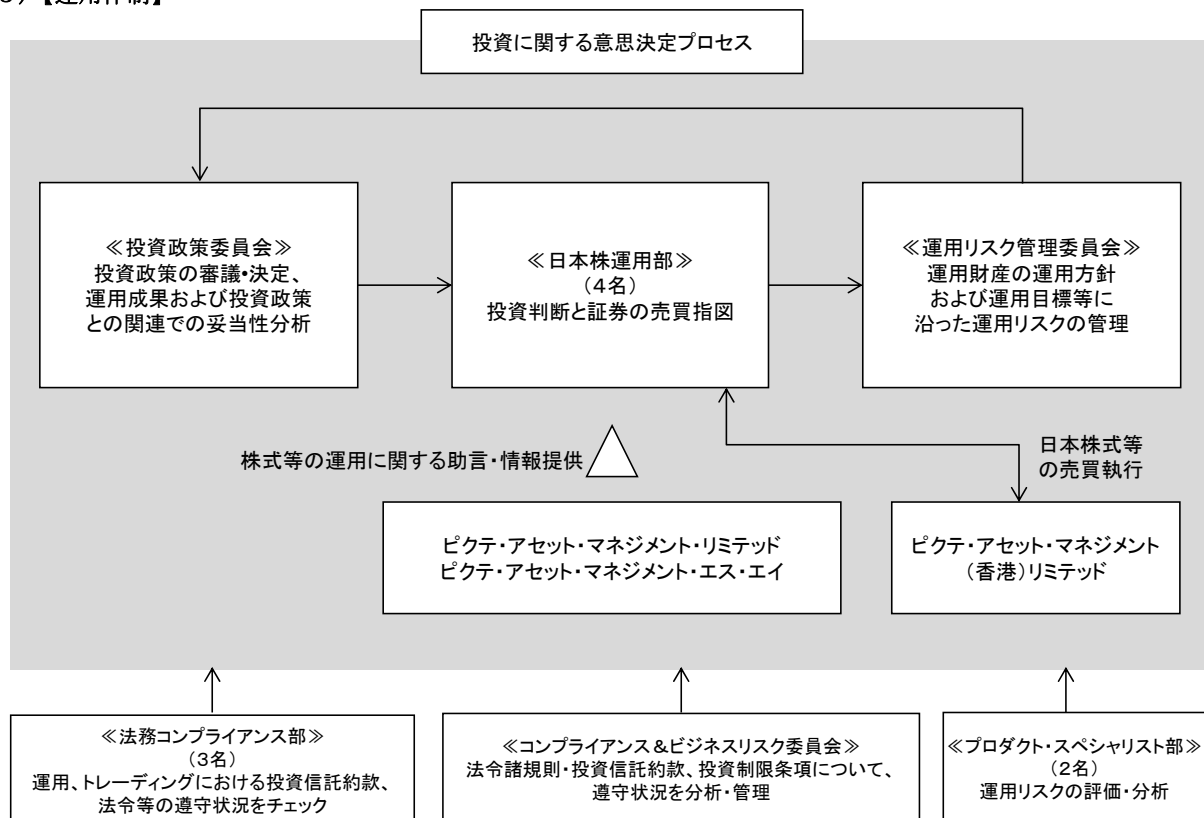 【運用体制】
投資に関する意思決定プロセス
≪投資政策委員会≫
投資政策の審議・決定、
運用成果および投資政策
との関連での妥当性分析
≪日本株運用部≫
(4名)
投資判断と証券の売買指図
≪運用リスク管理委員会≫
運用財産の運用方針
および運用目標等に
沿った運用リスクの管理
株式等の運用に関する助言・情報提供
日本株式等
の売買執行
ピクテ・アセット・マネジメント・リミテッド
ピクテ・アセット・マネジメント・エス・エイ
ピクテ・アセット・マネジメント
(香港)リミテッド
≪法務コンプライアンス部≫
(3名)
運用、トレーディングにおける投資信託約款、
法令等の遵守状況をチェック
≪コンプライアンス&ビジネスリスク委員会≫
法令諸規則・投資信託約款、投資制限条項について、
遵守状況を分析・管理
≪プロダクト・スペシャリスト部≫
(2名)
運用リスクの評価・分析